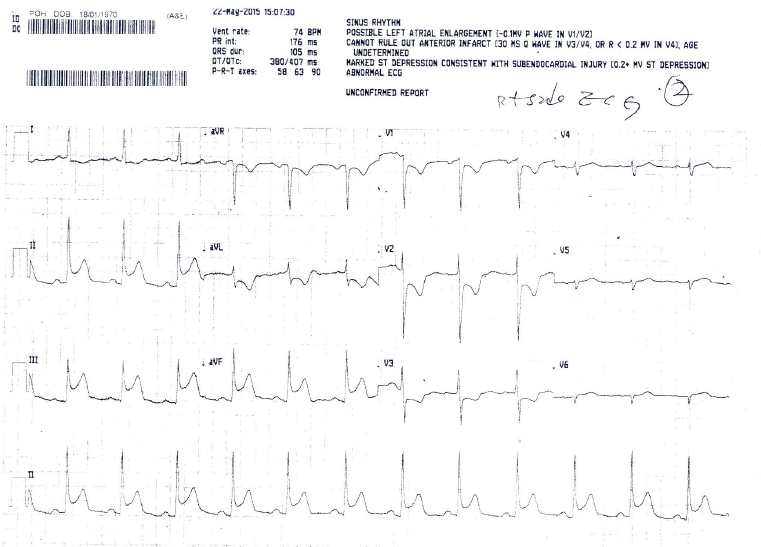 ID POH DOB: 18/01/1970 (A&E)
DC
22-May-2015 15:07:30
Vent rate: 74 BPM
PR int: 176 ms
QRS dur: 105 ms
QT/QTc: 380/407 ms
P-R-T axes: 58 63 90
SINUS RHYTHM
POSSIBLE LEFT ATRIAL ENLARGEMENT [-0.1MV P WAVE IN V1/V2]
CANNOT RULE OUT ANTERIOR INFARCT [30 MS Q WAVE IN V3/V4, OR R < 0.2 MV IN V4], AGE
UNDETERMINED
MARKED ST DEPRESSION CONSISTENT WITH SUBENDOCARDIAL INJURY [0.2+ MV ST DEPRESSION]
ABNORMAL ECG
UNCONFIRMED REPORT
Rt side ECG 2
I aVR V1 V4
II aVL V2 V5
III aVF V3 V6
II